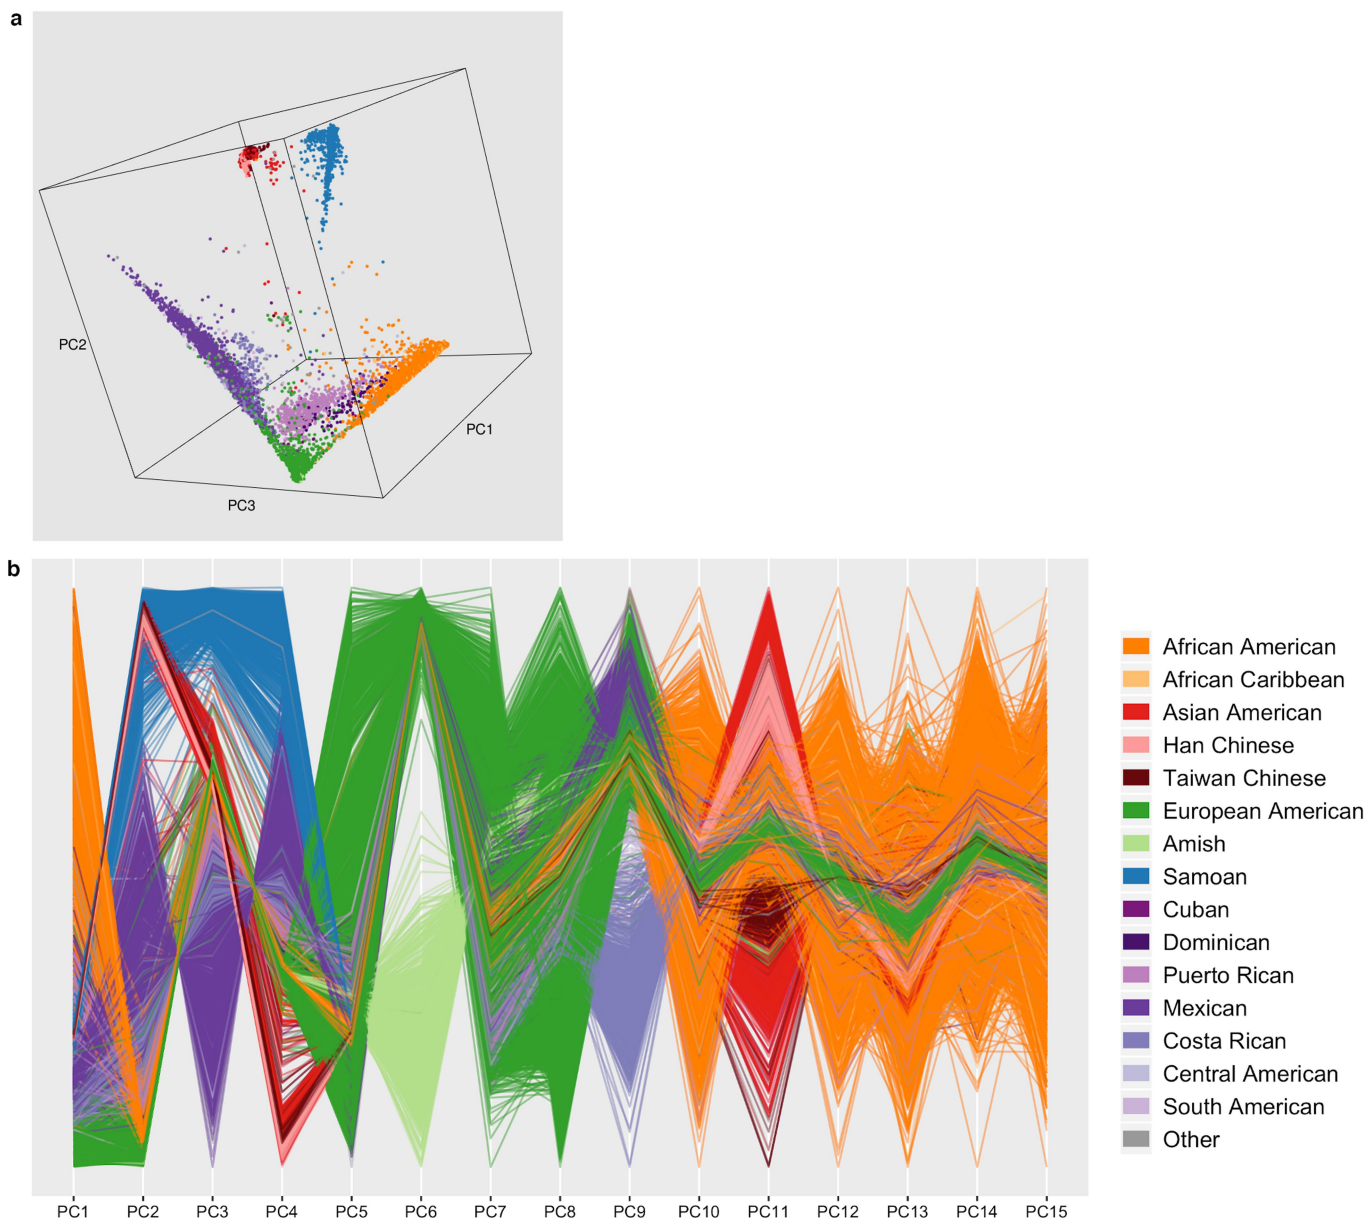 a
PC2
PC1
PC3
b
African American
African Caribbean
Asian American
Han Chinese
Taiwan Chinese
European American
Amish
Samoan
Cuban
Dominican
Puerto Rican
Mexican
Costa Rican
Central American
South American
Other
PC1 PC2 PC3 PC4 PC5 PC6 PC7 PC8 PC9 PC10 PC11 PC12 PC13 PC14 PC15